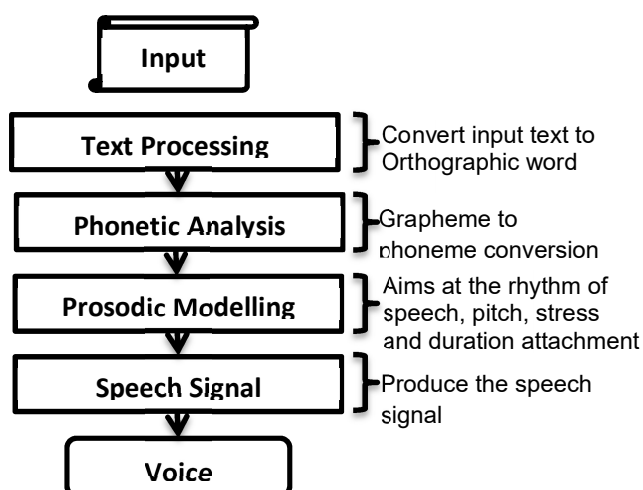 Input
Text Processing
Convert input text to
Orthographic word
Phonetic Analysis
Grapheme to
phoneme conversion
Prosodic Modelling
Aims at the rhythm of
speech, pitch, stress
and duration attachment
Speech Signal
Produce the speech
signal
Voice